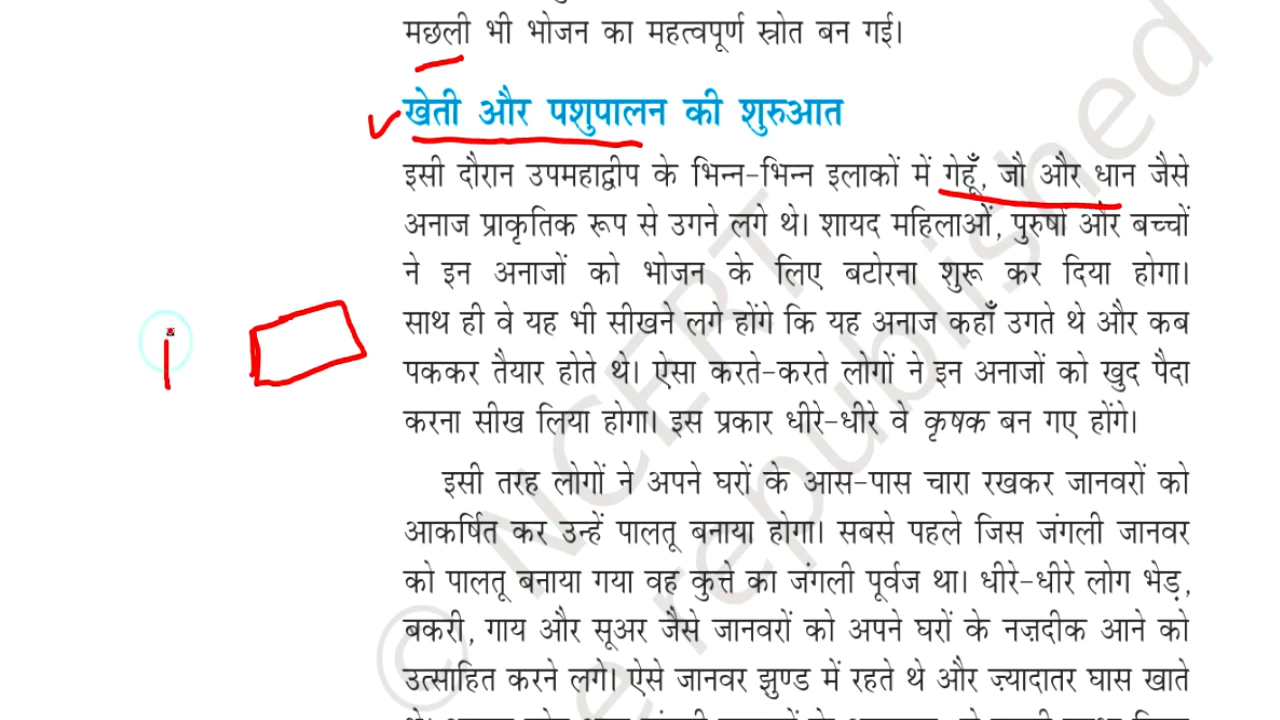 मछली भी भोजन का महत्वपूर्ण स्रोत बन गई।
खेती और पशुपालन की शुरुआत
इसी दौरान उपमहाद्वीप के भिन्न-भिन्न इलाकों में गेहूँ, जौ और धान जैसे
अनाज प्राकृतिक रूप से उगने लगे थे। शायद महिलाओं, पुरुषों और बच्चों
ने इन अनाजों को भोजन के लिए बटोरना शुरू कर दिया होगा।
साथ ही वे यह भी सीखने लगे होंगे कि यह अनाज कहाँ उगते थे और कब
पककर तैयार होते थे। ऐसा करते-करते लोगों ने इन अनाजों को खुद पैदा
करना सीख लिया होगा। इस प्रकार धीरे-धीरे वे कृषक बन गए होंगे।
इसी तरह लोगों ने अपने घरों के आस-पास चारा रखकर जानवरों को
आकर्षित कर उन्हें पालतू बनाया होगा। सबसे पहले जिस जंगली जानवर
को पालतू बनाया गया वह कुत्ते का जंगली पूर्वज था। धीरे-धीरे लोग भेड़,
बकरी, गाय और सूअर जैसे जानवरों को अपने घरों के नज़दीक आने को
उत्साहित करने लगे। ऐसे जानवर झुण्ड में रहते थे और ज़्यादातर घास खाते
© NCERT
be republished